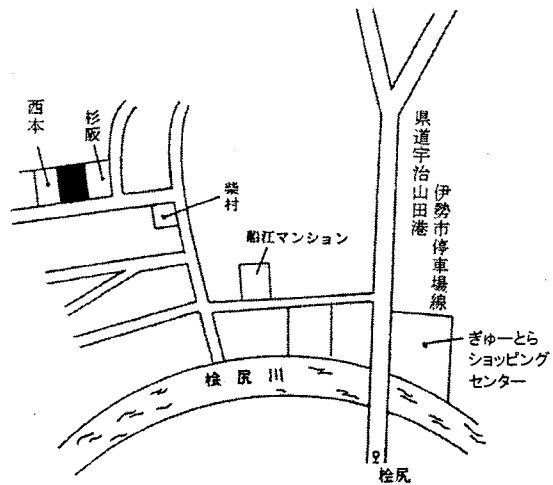 西本
杉阪
柴村
船江マンション
県道宇治山田港
伊勢市停車場線
ぎゅーとら
ショッピング
センター
桧尻川
桧尻